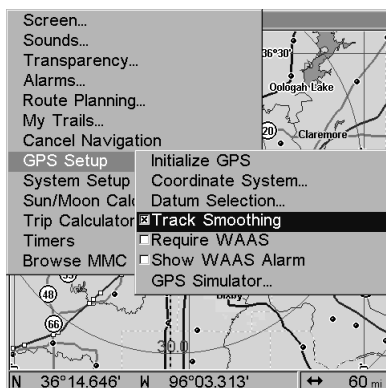 Screen...
Sounds...
Transparency...
Alarms...
Route Planning...
My Trails...
Cancel Navigation
GPS Setup
System Setup
Sun/Moon Calc
Trip Calculator
Timers
Browse MMC
Initialize GPS
Coordinate System...
Datum Selection...
Track Smoothing
Require WAAS
Show WAAS Alarm
GPS Simulator...
36°30'
Oologah Lake
20
Claremore
48
66
Bixby
300
N 36°14.646' W 96°03.313' ↔ 60 mi